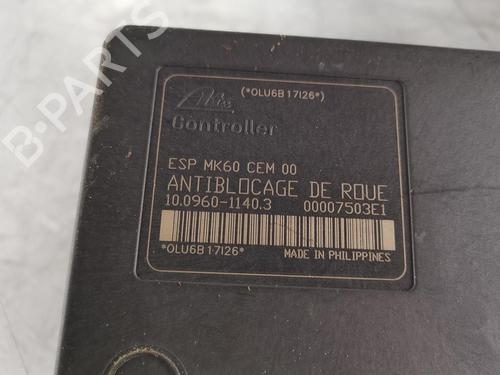 (*OLU6B17I26*)
Ate
Controller
ESP MK60 CEM 00
ANTIBLOCAGE DE ROUE
10.0960-1140.3 00007503E1
*OLU6B17I26*
MADE IN PHILIPPINES
B-PARTS